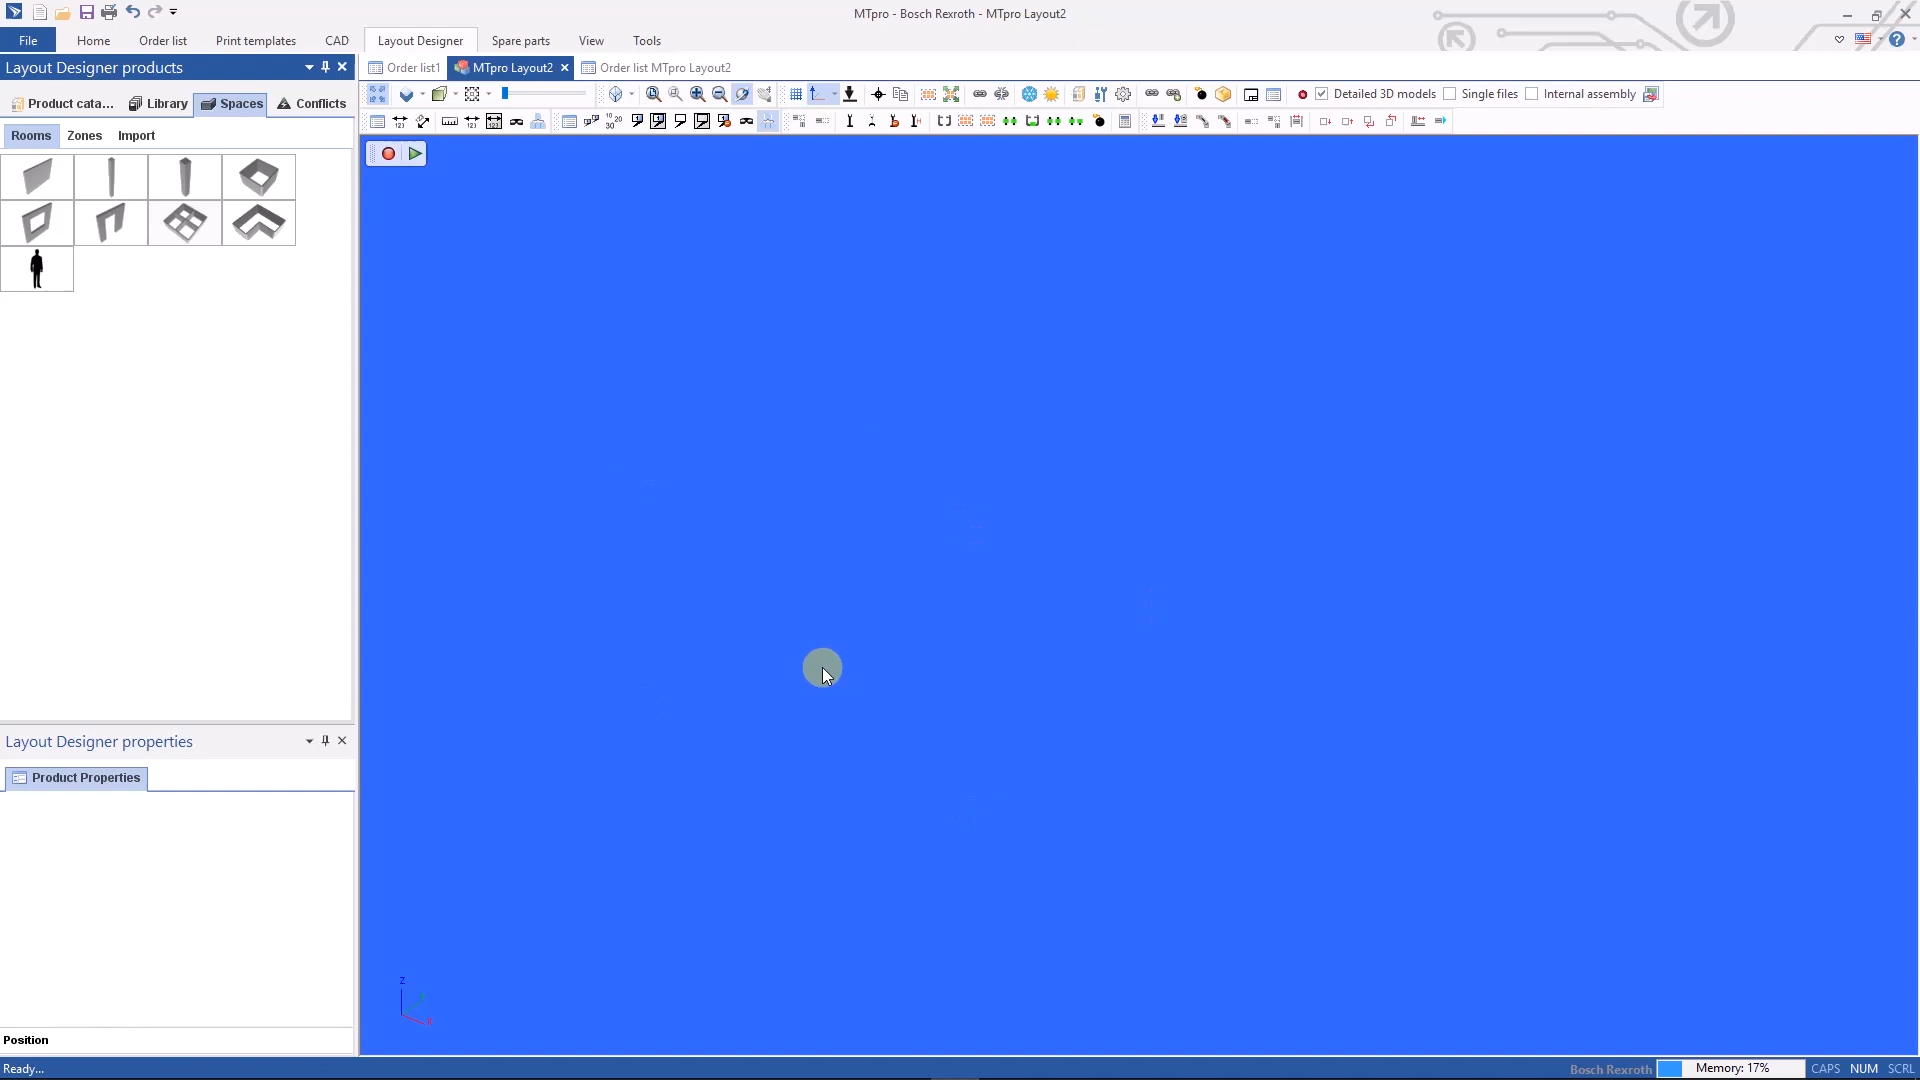 MTpro - Bosch Rexroth - MTpro Layout2
File Home Order list Print templates CAD Layout Designer Spare parts View Tools
Layout Designer products
Order list1 MTpro Layout2 Order list MTpro Layout2
Product cata... Library Spaces Conflicts
Detailed 3D models Single files Internal assembly
Rooms Zones Import
Layout Designer properties
Product Properties
Z
Position
Ready...
Bosch Rexroth Memory: 17% CAPS NUM SCRL